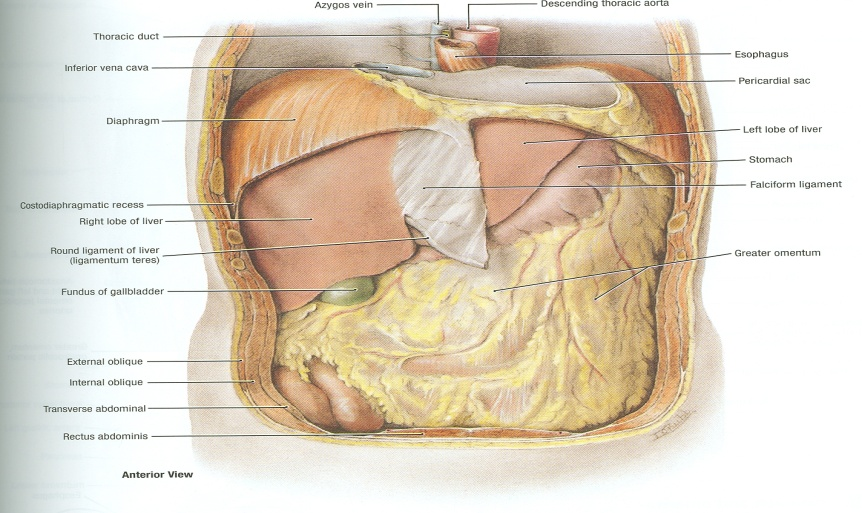 Azygos vein
Descending thoracic aorta
Thoracic duct
Esophagus
Inferior vena cava
Pericardial sac
Diaphragm
Left lobe of liver
Stomach
Falciform ligament
Costodiaphragmatic recess
Right lobe of liver
Round ligament of liver
(ligamentum teres)
Greater omentum
Fundus of gallbladder
External oblique
Internal oblique
Transverse abdominal
Rectus abdominis
Anterior View